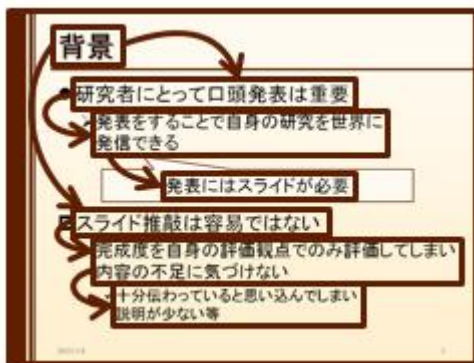 背景
研究者にとって口頭発表は重要
発表をすることで自身の研究を世界に
発信できる
発表にはスライドが必要
スライド推敲は容易ではない
完成度を自身の評価観点でのみ評価してしまい
内容の不足に気づけない
十分伝わっていると思い込んでしまい
説明が少ない等